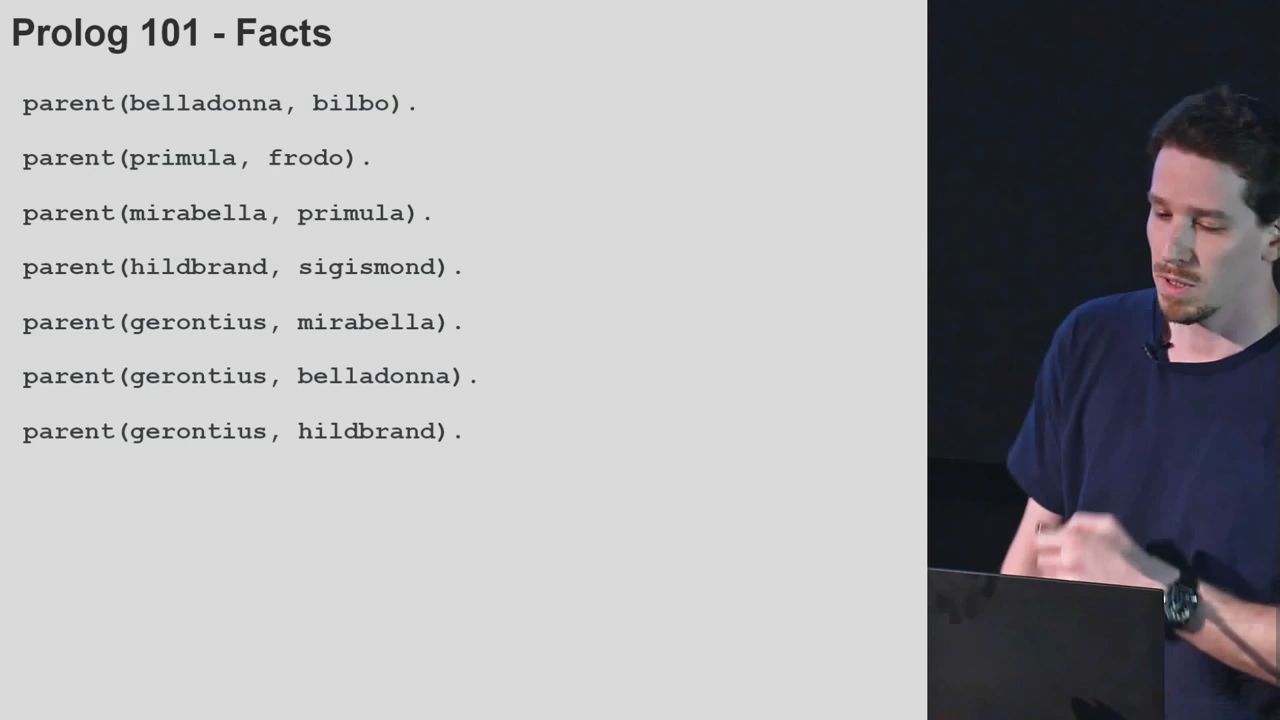 Prolog 101 - Facts
parent(belladonna, bilbo).
parent(primula, frodo).
parent(mirabella, primula).
parent(hildbrand, sigismond).
parent(gerontius, mirabella).
parent(gerontius, belladonna).
parent(gerontius, hildbrand).